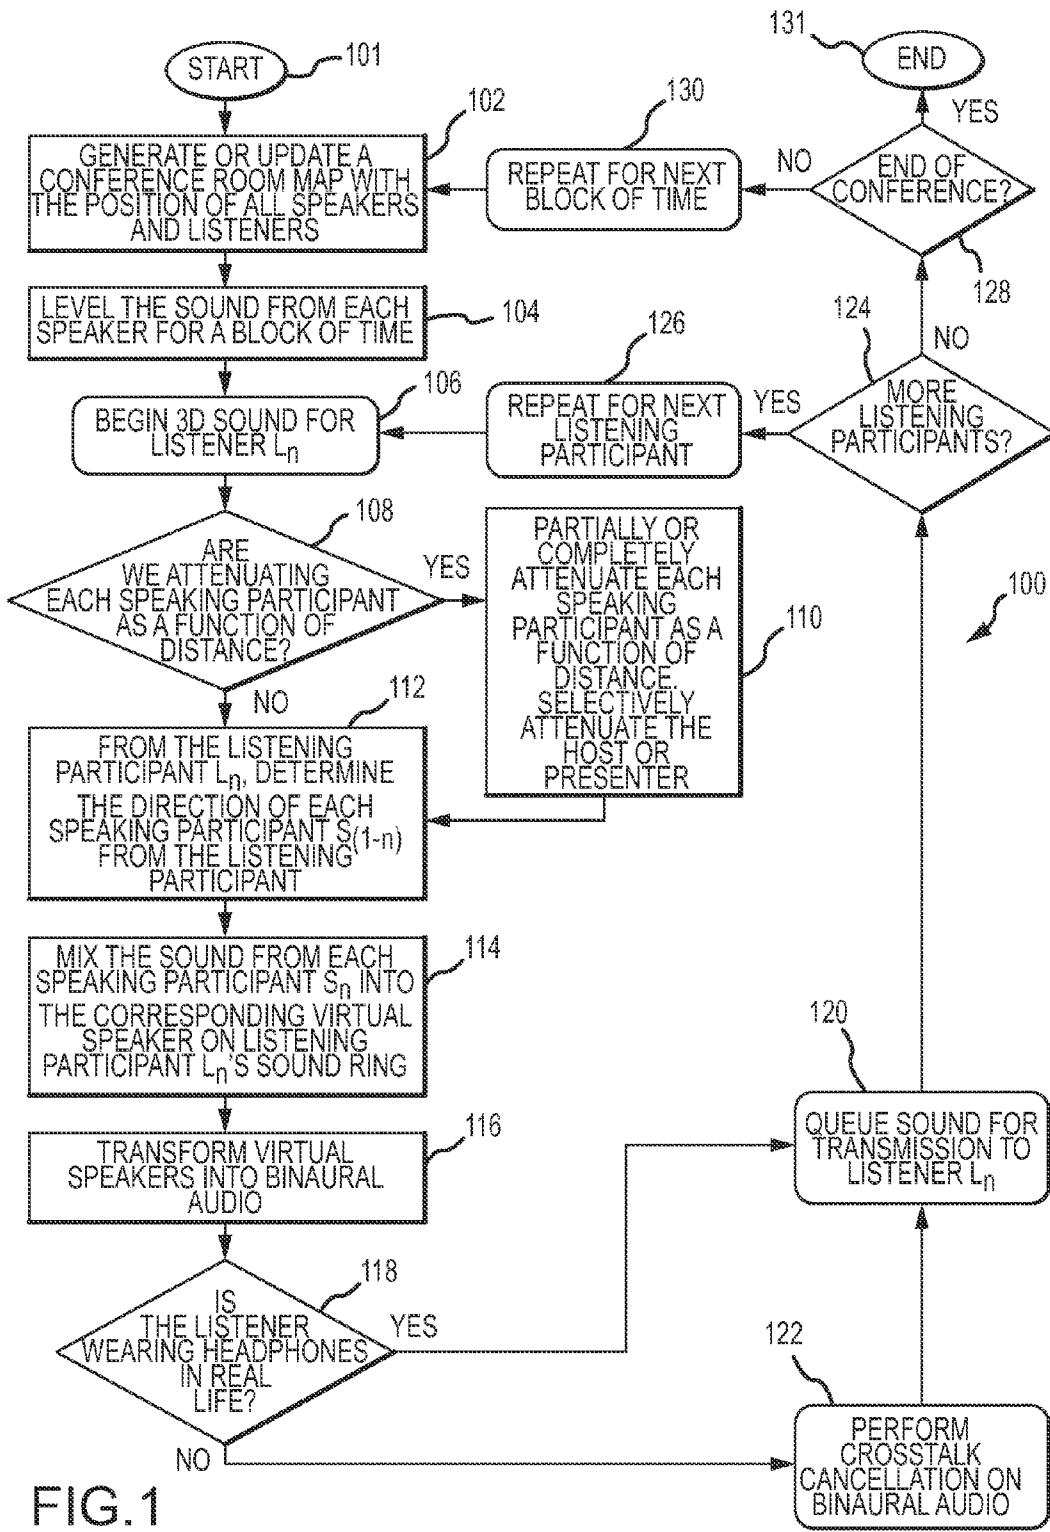 START
101
102
GENERATE OR UPDATE A
CONFERENCE ROOM MAP WITH
THE POSITION OF ALL SPEAKERS
AND LISTENERS
LEVEL THE SOUND FROM EACH
SPEAKER FOR A BLOCK OF TIME
104
106
BEGIN 3D SOUND FOR
LISTENER Ln
108
ARE
WE ATTENUATING
EACH SPEAKING PARTICIPANT
AS A FUNCTION OF
DISTANCE?
YES
NO
PARTIALLY OR
COMPLETELY
ATTENUATE EACH
SPEAKING
PARTICIPANT AS A
FUNCTION OF
DISTANCE.
SELECTIVELY
ATTENUATE THE
HOST OR
PRESENTER
110
112
FROM THE LISTENING
PARTICIPANT Ln, DETERMINE
THE DIRECTION OF EACH
SPEAKING PARTICIPANT S(1-n)
FROM THE LISTENING
PARTICIPANT
114
MIX THE SOUND FROM EACH
SPEAKING PARTICIPANT Sn INTO
THE CORRESPONDING VIRTUAL
SPEAKER ON LISTENING
PARTICIPANT Ln'S SOUND RING
116
TRANSFORM VIRTUAL
SPEAKERS INTO BINAURAL
AUDIO
118
IS
THE LISTENER
WEARING HEADPHONES
IN REAL
LIFE?
YES
NO
122
PERFORM
CROSSTALK
CANCELLATION ON
BINAURAL AUDIO
120
QUEUE SOUND FOR
TRANSMISSION TO
LISTENER Ln
100
124
MORE
LISTENING
PARTICIPANTS?
YES
NO
126
REPEAT FOR NEXT
LISTENING
PARTICIPANT
128
END OF
CONFERENCE?
NO
YES
130
REPEAT FOR NEXT
BLOCK OF TIME
131
END
FIG.1